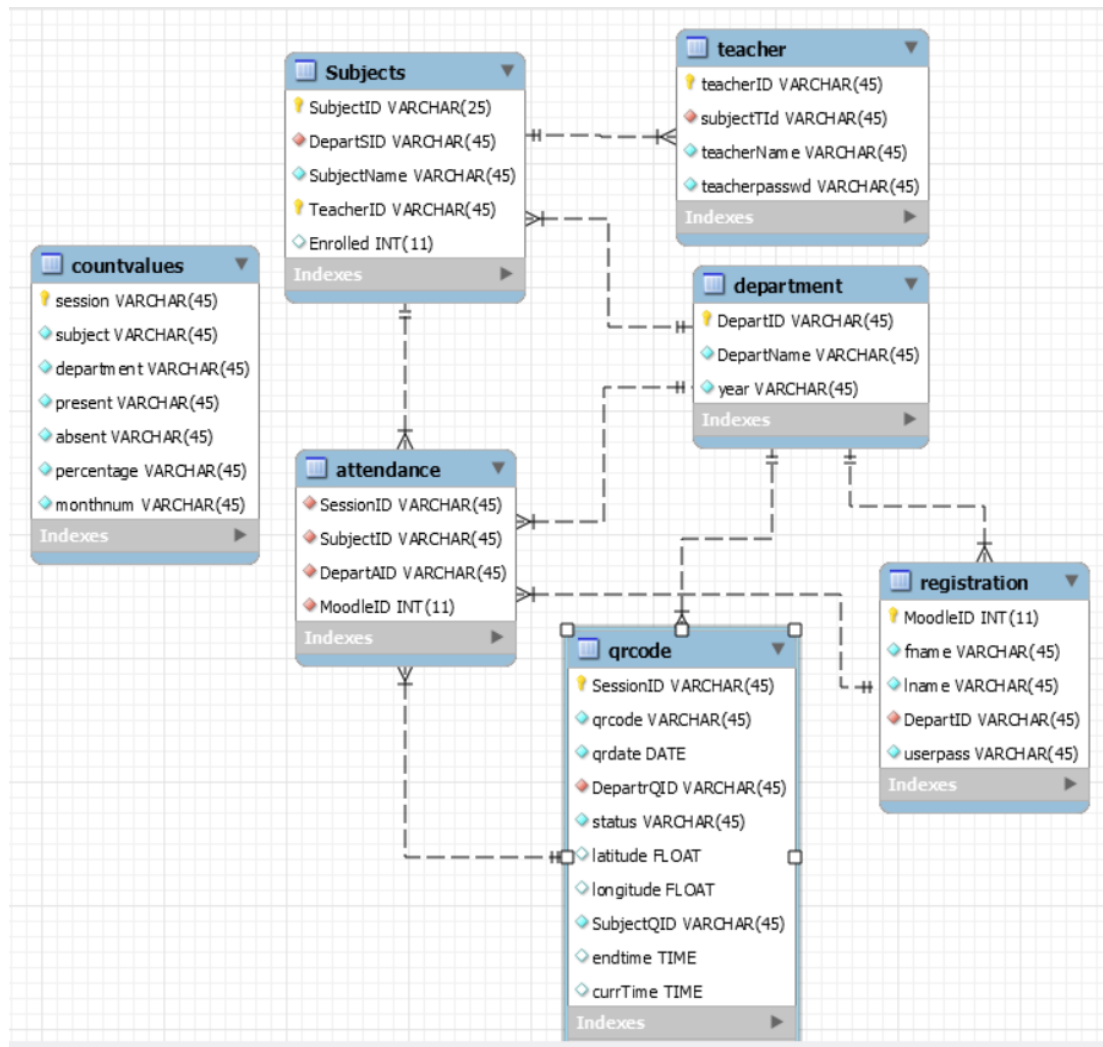 Subjects
SubjectID VARCHAR(25)
DepartSID VARCHAR(45)
SubjectName VARCHAR(45)
TeacherID VARCHAR(45)
Enrolled INT(11)
Indexes
teacher
teacherID VARCHAR(45)
subjectTId VARCHAR(45)
teacherName VARCHAR(45)
teacherpasswd VARCHAR(45)
Indexes
countvalues
session VARCHAR(45)
subject VARCHAR(45)
department VARCHAR(45)
present VARCHAR(45)
absent VARCHAR(45)
percentage VARCHAR(45)
monthnum VARCHAR(45)
Indexes
department
DepartID VARCHAR(45)
DepartName VARCHAR(45)
year VARCHAR(45)
Indexes
attendance
SessionID VARCHAR(45)
SubjectID VARCHAR(45)
DepartAID VARCHAR(45)
MoodleID INT(11)
Indexes
registration
MoodleID INT(11)
fname VARCHAR(45)
lname VARCHAR(45)
DepartID VARCHAR(45)
userpass VARCHAR(45)
Indexes
qrcode
SessionID VARCHAR(45)
qrcode VARCHAR(45)
qrdate DATE
DepartrQID VARCHAR(45)
status VARCHAR(45)
latitude FLOAT
longitude FLOAT
SubjectQID VARCHAR(45)
endtime TIME
currTime TIME
Indexes